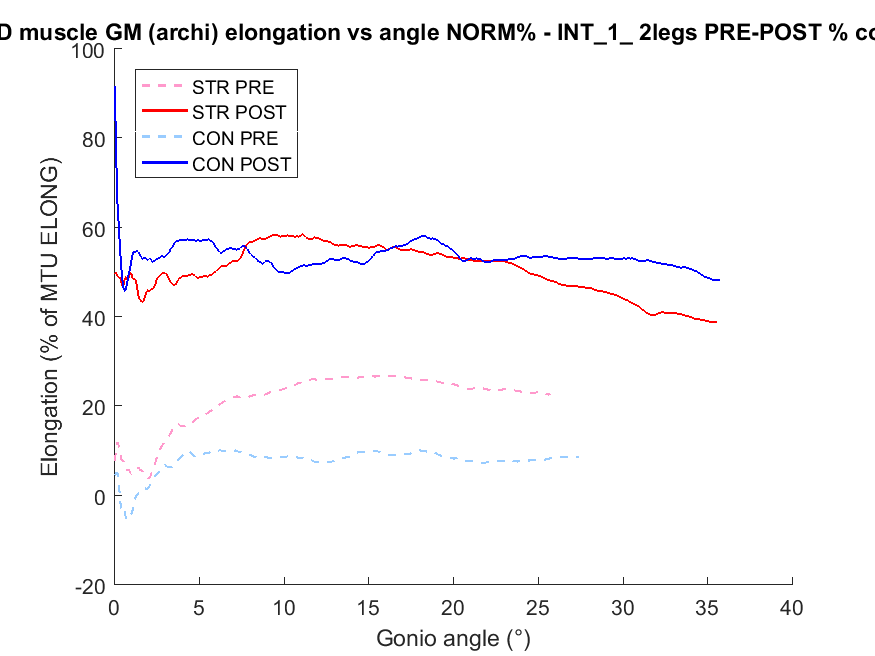 D muscle GM (archi) elongation vs angle NORM% - INT_1_ 2legs PRE-POST % co
100
80
60
40
20
0
-20
STR PRE
STR POST
CON PRE
CON POST
Elongation (% of MTU ELONG)
0 5 10 15 20 25 30 35 40
Gonio angle (°)